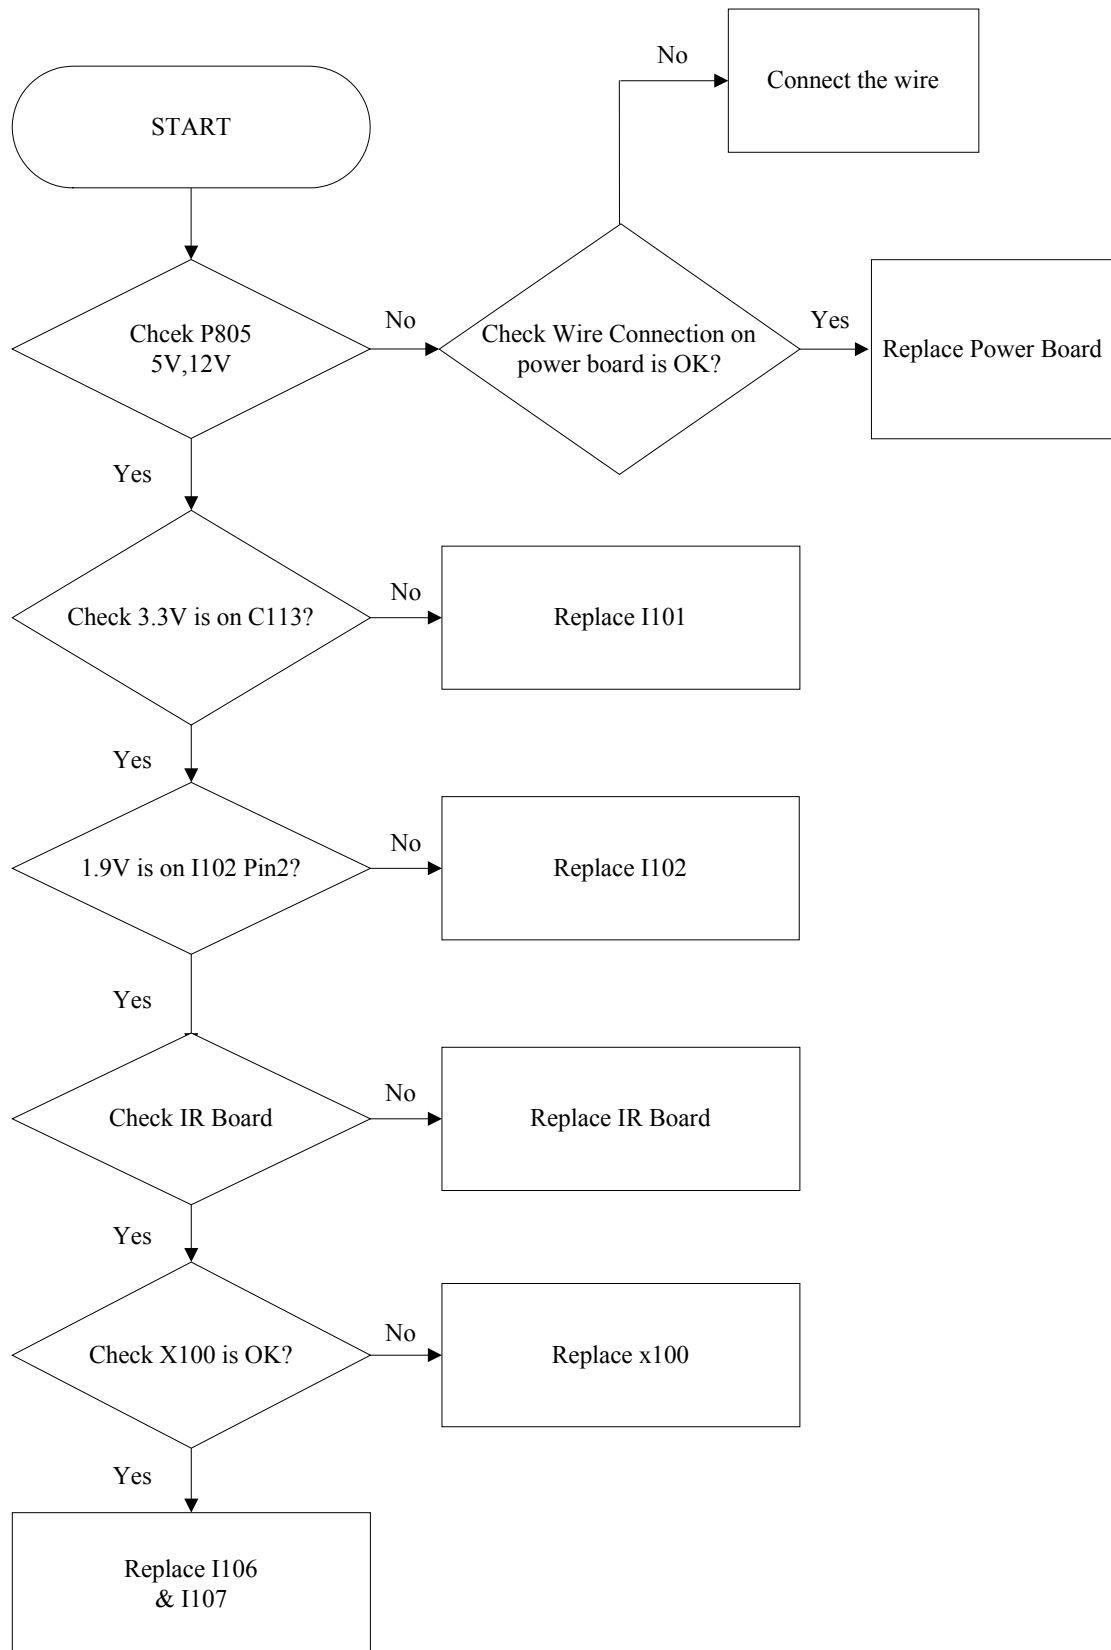 No
Connect the wire
START
Chcek P805
5V,12V
No
Check Wire Connection on
power board is OK?
Yes
Replace Power Board
Yes
Check 3.3V is on C113?
No
Replace I101
Yes
1.9V is on I102 Pin2?
No
Replace I102
Yes
Check IR Board
No
Replace IR Board
Yes
Check X100 is OK?
No
Replace x100
Yes
Replace I106
& I107